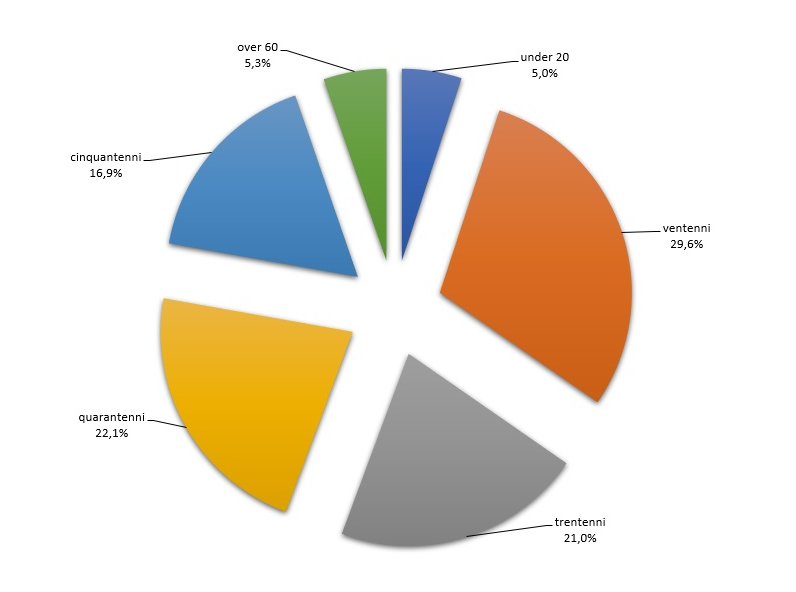 over 60
5,3%
under 20
5,0%
cinquantenni
16,9%
ventenni
29,6%
quarantenni
22,1%
trentenni
21,0%